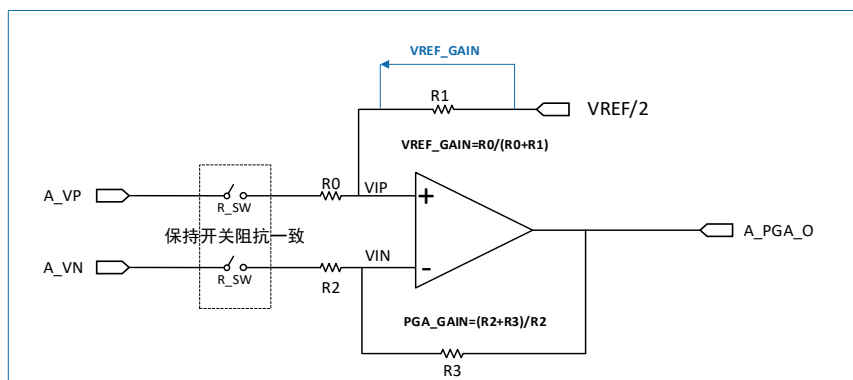 VREF_GAIN
R1
VREF/2
VREF_GAIN=R0/(R0+R1)
A_VP
R_SW
R0
VIP
+
保持开关阻抗一致
A_PGA_O
A_VN
R_SW
R2
VIN
-
PGA_GAIN=(R2+R3)/R2
R3